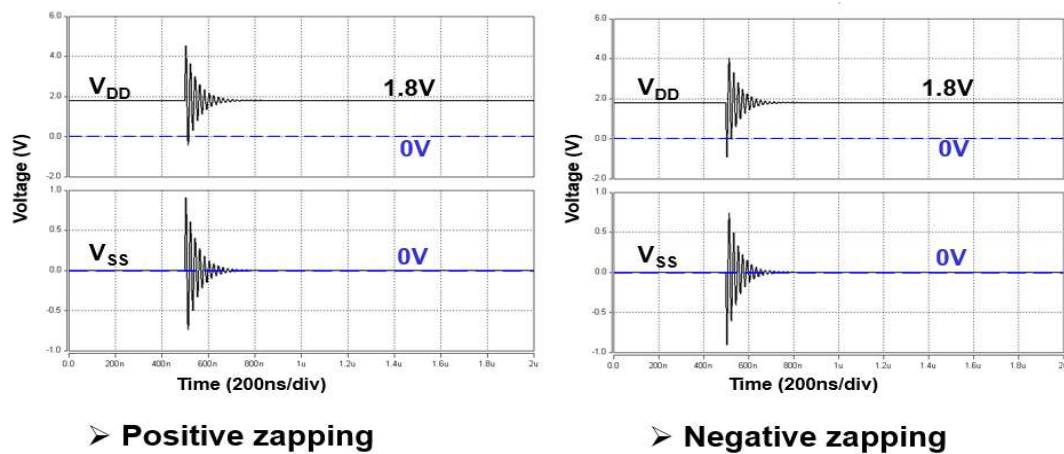 6.0
4.0
2.0
0.0
2.0
Voltage (V)
VDD
1.8V
0V
1.0
0.5
0.0
-0.5
-1.0
VSS
0V
0.0 200n 400n 600n 800n 1u 1.2u 1.4u 1.6u 1.8u 2u
Time (200ns/div)
➢ Positive zapping
6.0
4.0
2.0
0.0
2.0
Voltage (V)
VDD
1.8V
0V
1.0
0.5
0.0
-0.5
-1.0
VSS
0V
0.0 200n 400n 600n 800n 1u 1.2u 1.4u 1.6u 1.8u 2
Time (200ns/div)
➢ Negative zapping